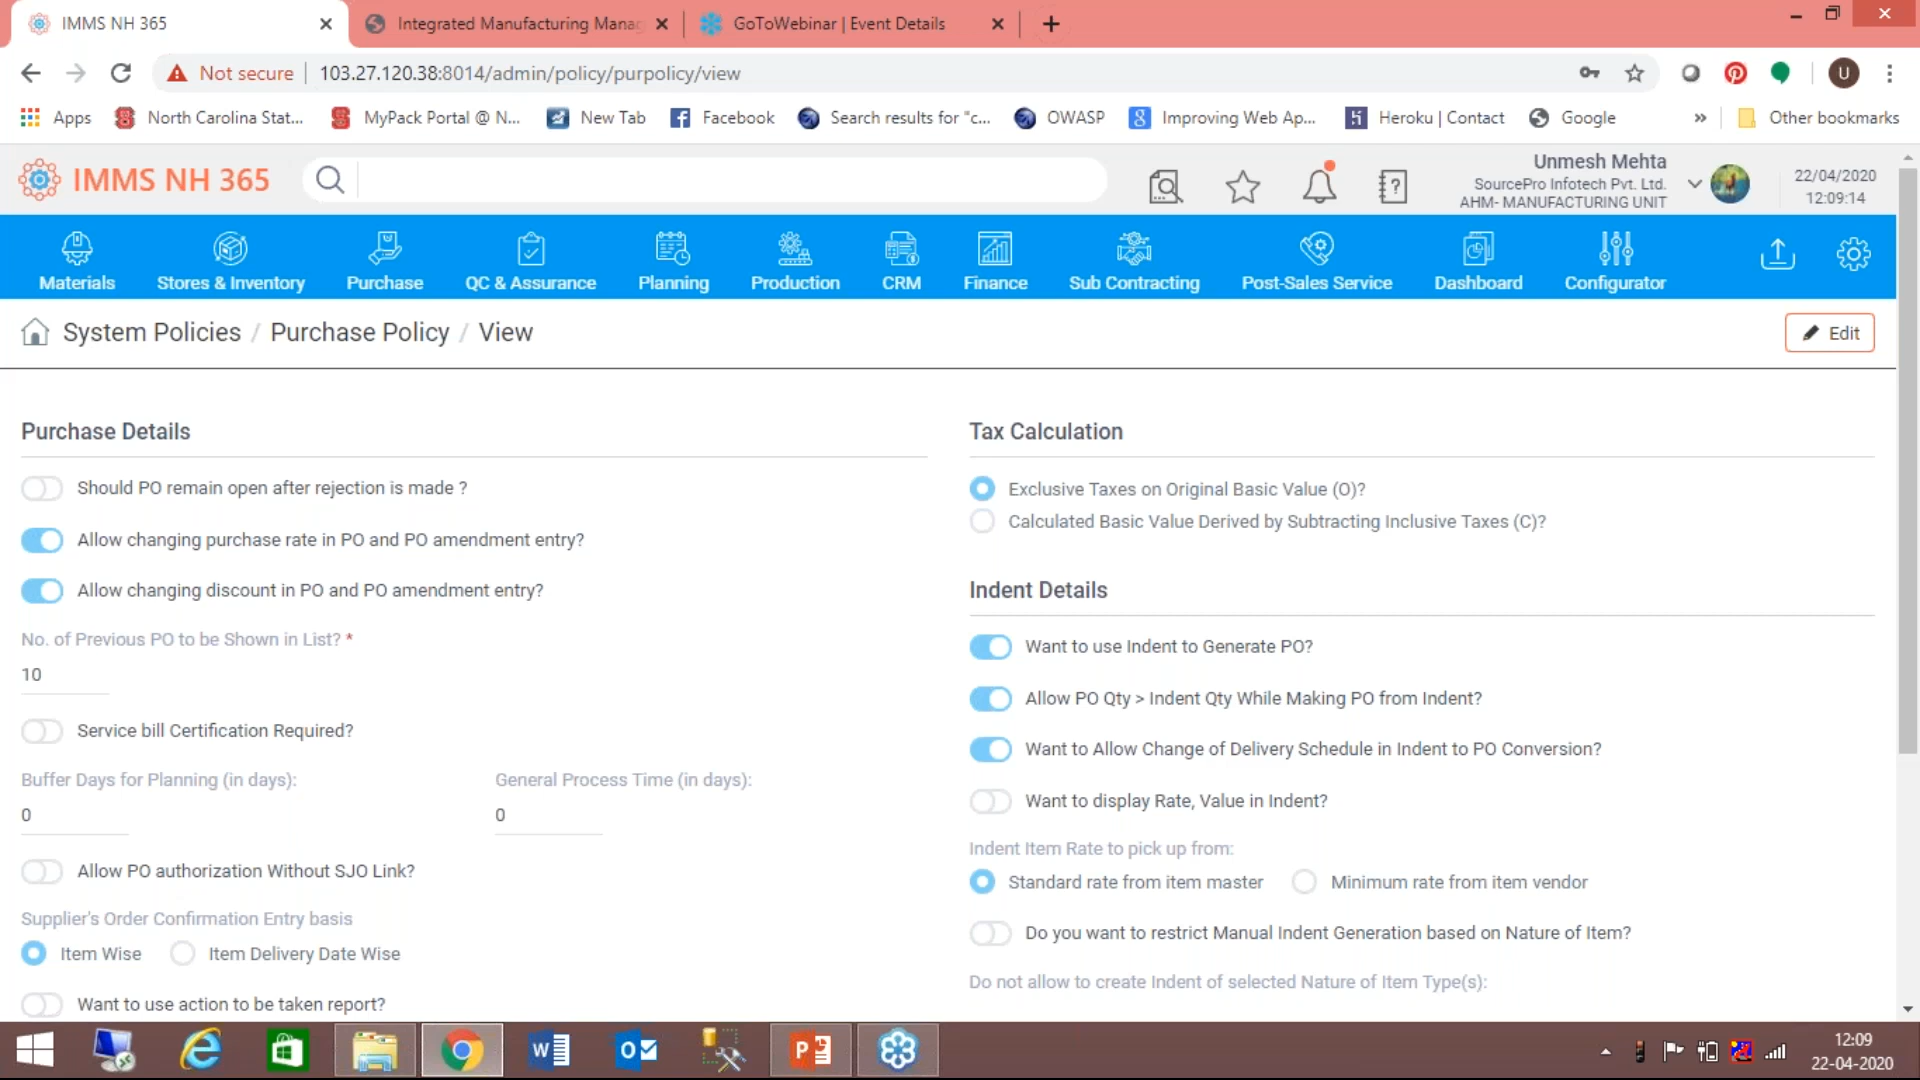 IMMS NH 365
Integrated Manufacturing Mana
GoToWebinar | Event Details
Not secure
103.27.120.38:8014/admin/policy/purpolicy/view
U
Apps
North Carolina Stat...
MyPack Portal @ N...
New Tab
Facebook
Search results for "c...
OWASP
Improving Web Ap...
Heroku | Contact
Google
»
Other bookmarks
IMMS NH 365
Unmesh Mehta
SourcePro Infotech Pvt. Ltd.
AHM- MANUFACTURING UNIT
22/04/2020
12:09:14
Materials
Stores & Inventory
Purchase
QC & Assurance
Planning
Production
CRM
Finance
Sub Contracting
Post-Sales Service
Dashboard
Configurator
System Policies / Purchase Policy / View
Edit
Purchase Details
Should PO remain open after rejection is made ?
Allow changing purchase rate in PO and PO amendment entry?
Allow changing discount in PO and PO amendment entry?
No. of Previous PO to be Shown in List? *
10
Service bill Certification Required?
Buffer Days for Planning (in days):
General Process Time (in days):
0
0
Allow PO authorization Without SJO Link?
Supplier's Order Confirmation Entry basis
Item Wise
Item Delivery Date Wise
Want to use action to be taken report?
Tax Calculation
Exclusive Taxes on Original Basic Value (O)?
Calculated Basic Value Derived by Subtracting Inclusive Taxes (C)?
Indent Details
Want to use Indent to Generate PO?
Allow PO Qty > Indent Qty While Making PO from Indent?
Want to Allow Change of Delivery Schedule in Indent to PO Conversion?
Want to display Rate, Value in Indent?
Indent Item Rate to pick up from:
Standard rate from item master
Minimum rate from item vendor
Do you want to restrict Manual Indent Generation based on Nature of Item?
Do not allow to create Indent of selected Nature of Item Type(s):
12:09
22-04-2020